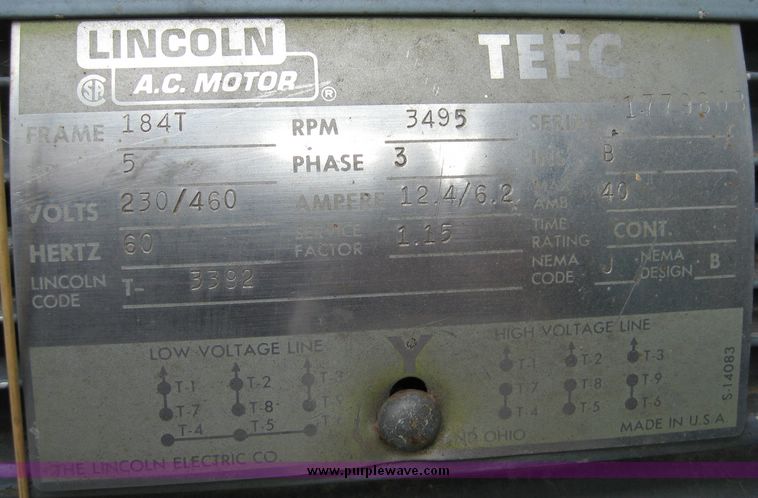 LINCOLN TEFC
SA A.C. MOTOR ®
FRAME 184T RPM 3495 SERIAL
5 PHASE 3 INS B
VOLTS 230/460 AMPERE 12.4/6.2 AMB 40
HERTZ 60 SERVICE FACTOR 1.15 TIME RATING CONT.
LINCOLN CODE T- 3392 NEMA CODE J NEMA DESIGN B
LOW VOLTAGE LINE Y HIGH VOLTAGE LINE
T-1 T-2 T-3 T-1 T-2 T-3
T-7 T-8 T-9 T-7 T-8 T-9
T-4 T-5 T-4 T-5 T-6
S-14083
OHIO MADE IN U.S.A
THE LINCOLN ELECTRIC CO.
www.purplewave.com